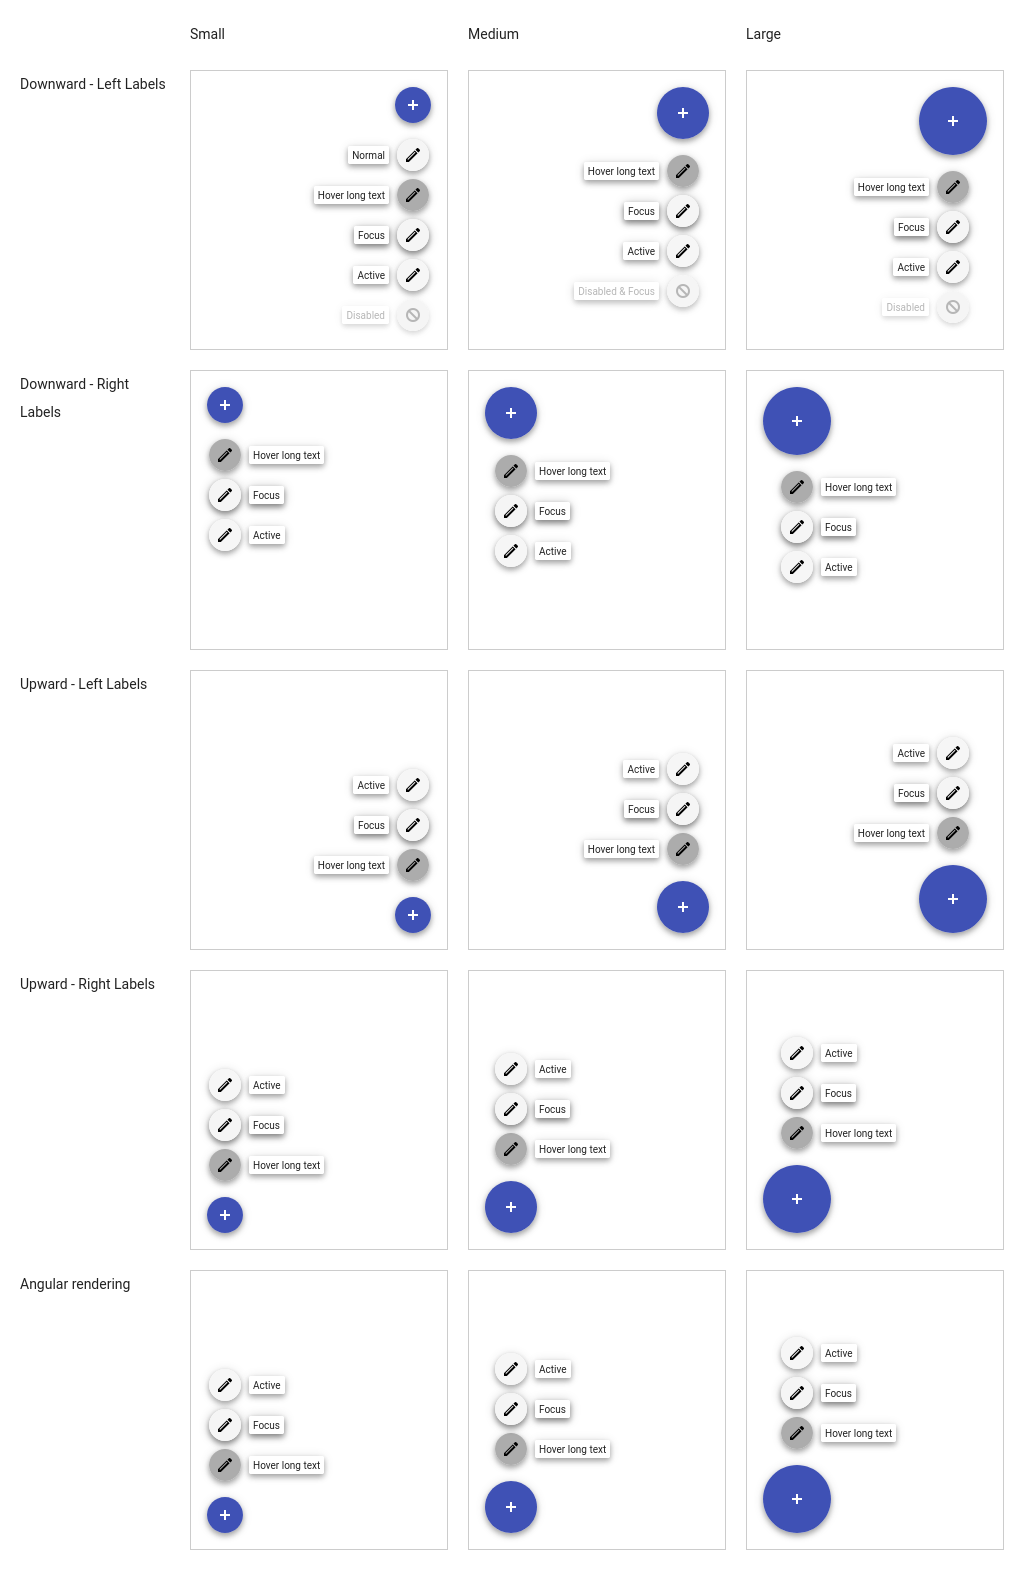 Small
Medium
Large
Downward - Left Labels
Normal
Hover long text
Focus
Active
Disabled
Hover long text
Focus
Active
Disabled & Focus
Hover long text
Focus
Active
Disabled
Downward - Right
Labels
Hover long text
Focus
Active
Hover long text
Focus
Active
Hover long text
Focus
Active
Upward - Left Labels
Active
Focus
Hover long text
Active
Focus
Hover long text
Active
Focus
Hover long text
Upward - Right Labels
Active
Focus
Hover long text
Active
Focus
Hover long text
Active
Focus
Hover long text
Angular rendering
Active
Focus
Hover long text
Active
Focus
Hover long text
Active
Focus
Hover long text